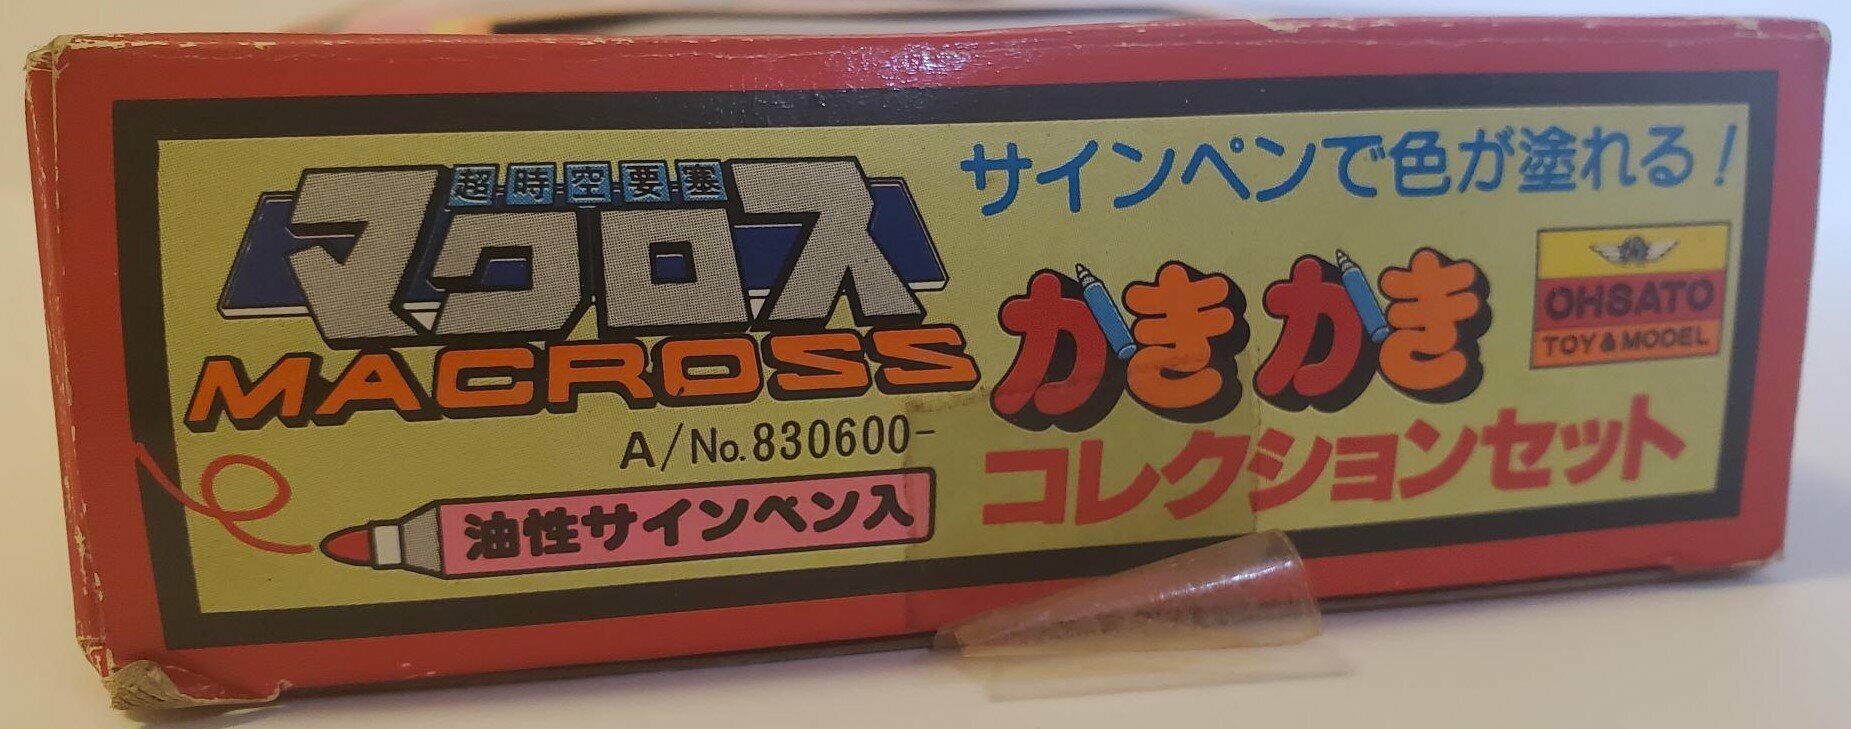 超時空要塞
マクロス
MACROSS
A/No.830600-
油性サインペン入
サインペンで色が塗れる!
かきかき
コレクションセット
OHSATO
TOY & MODEL